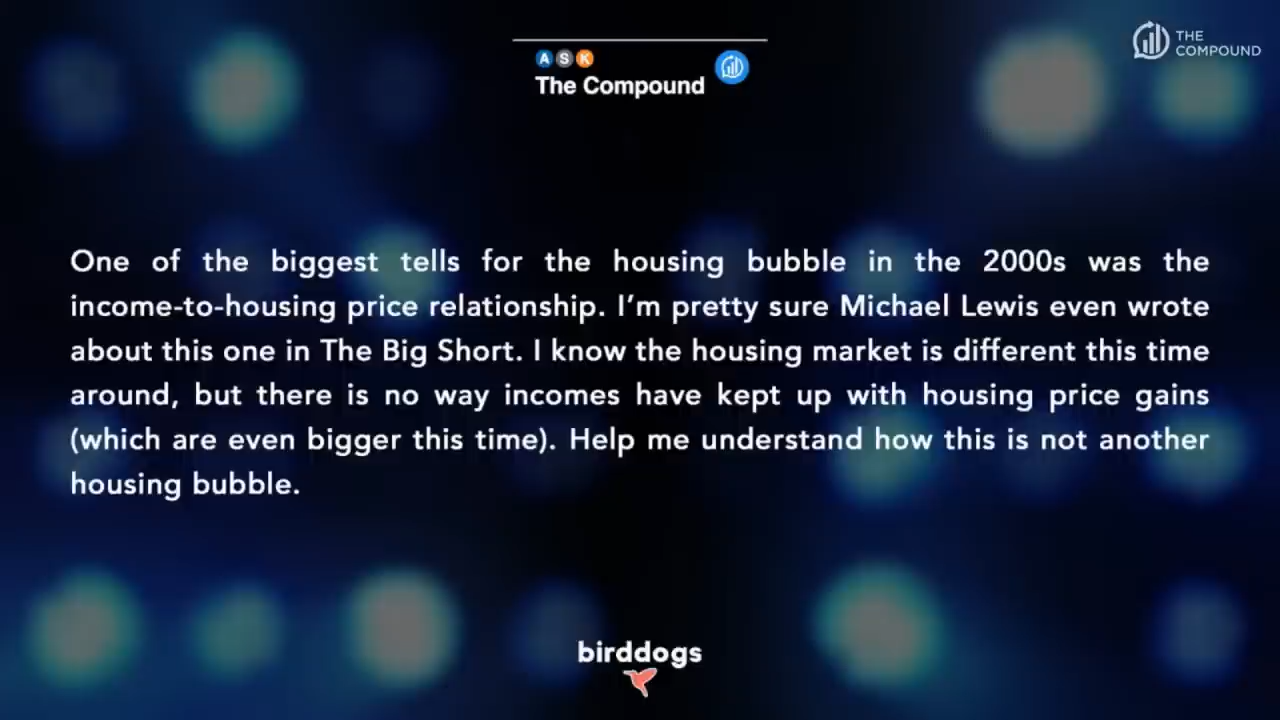 ASK
The Compound
THE
COMPOUND
One of the biggest tells for the housing bubble in the 2000s was the
income-to-housing price relationship. I’m pretty sure Michael Lewis even wrote
about this one in The Big Short. I know the housing market is different this time
around, but there is no way incomes have kept up with housing price gains
(which are even bigger this time). Help me understand how this is not another
housing bubble.
birddogs